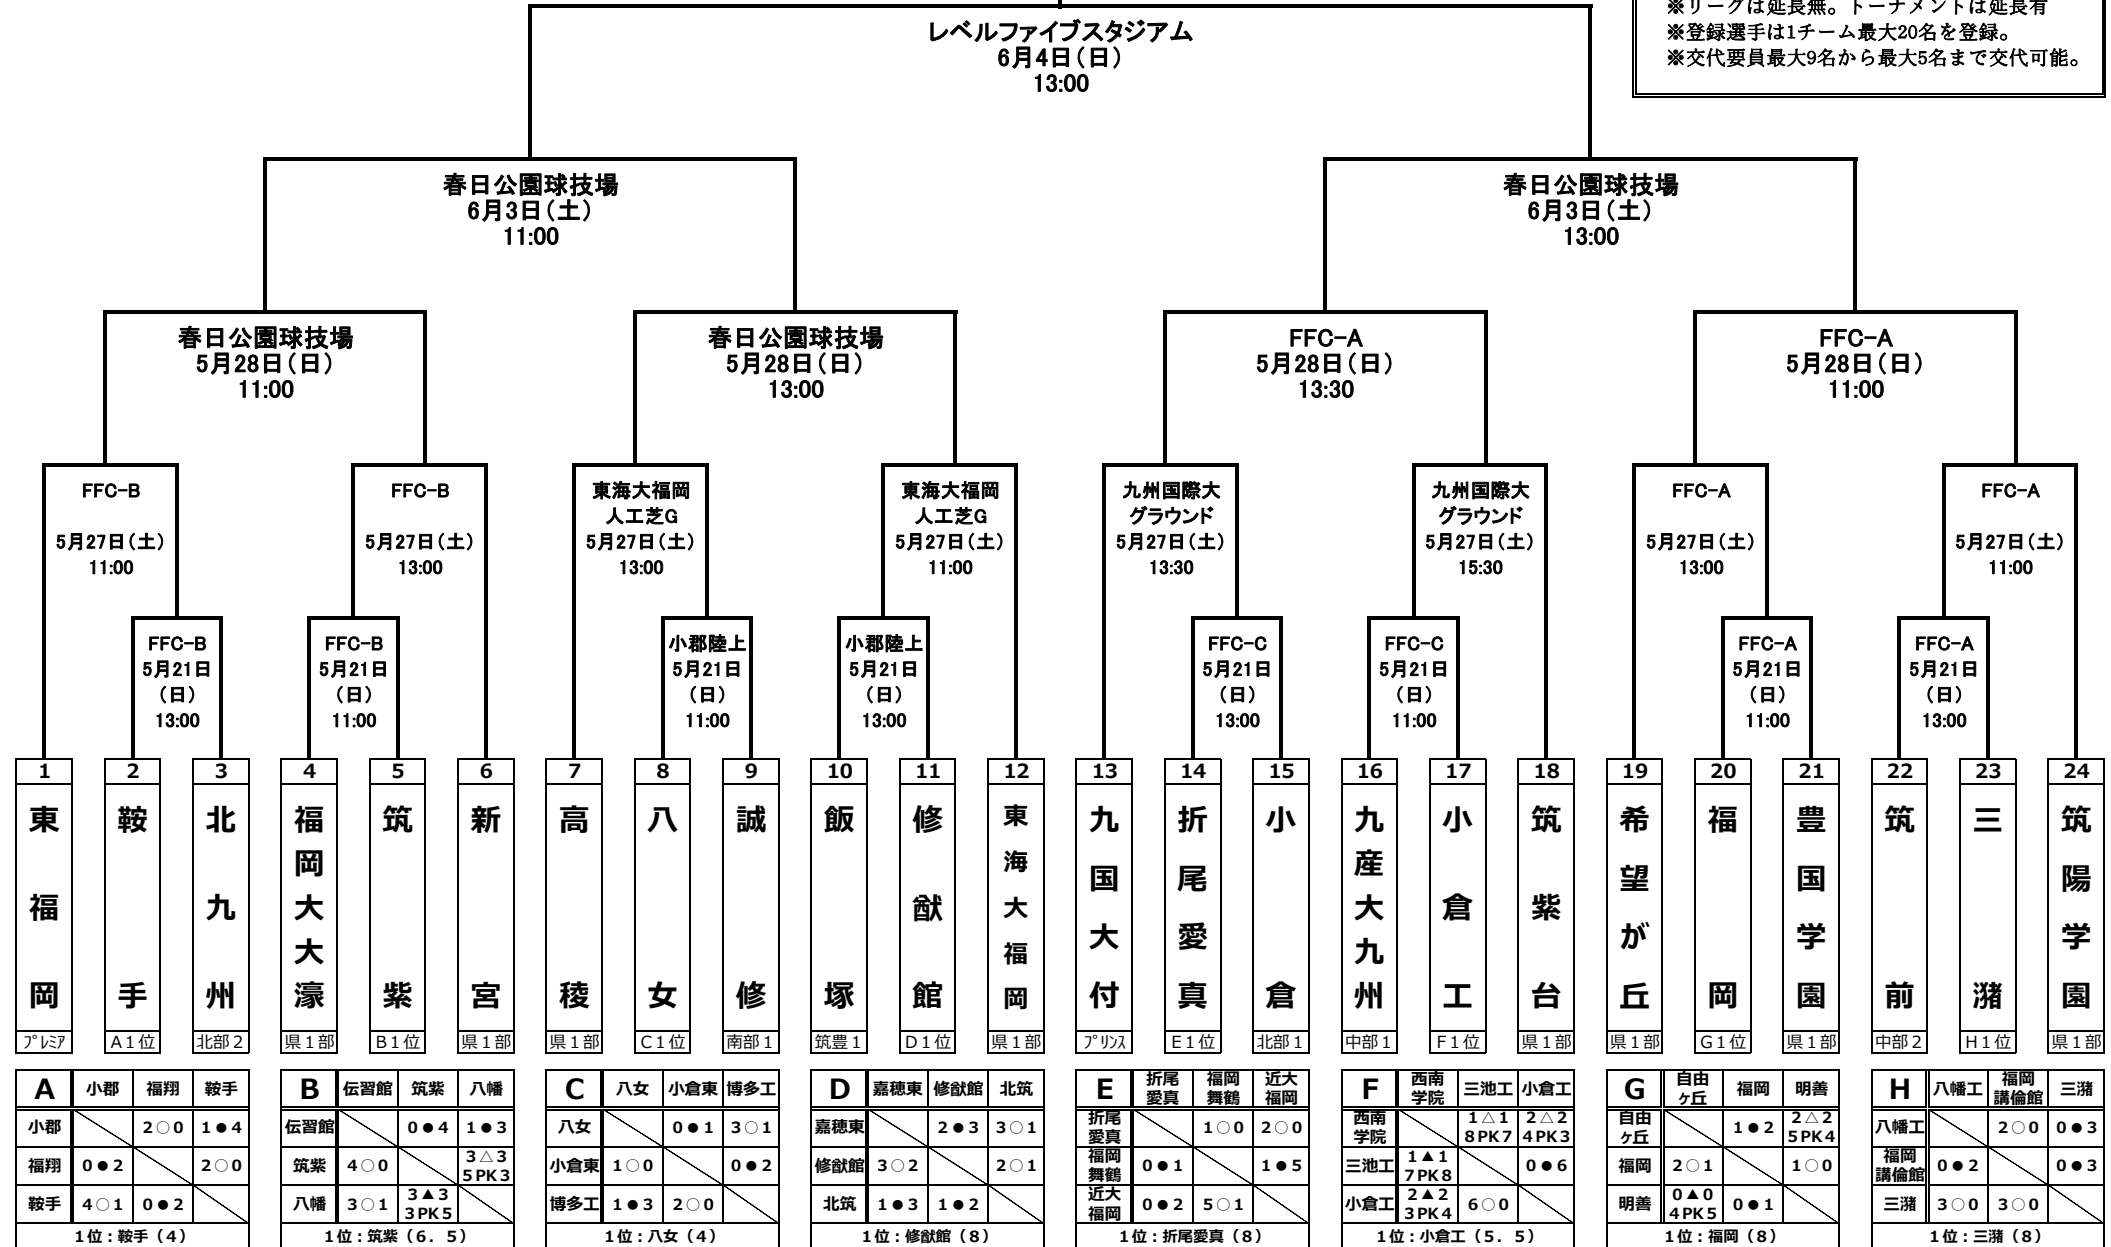 ※リーグは延長無。トーナメントは延長有
※登録選手は1チーム最大20名を登録。
※交代要員最大9名から最大5名まで交代可能。
レベルファイブスタジアム
6月4日(日)
13:00
春日公園球技場
6月3日(土)
11:00
春日公園球技場
6月3日(土)
13:00
春日公園球技場
5月28日(日)
11:00
春日公園球技場
5月28日(日)
13:00
FFC-A
5月28日(日)
13:30
FFC-A
5月28日(日)
11:00
FFC-B
5月27日(土)
11:00
FFC-B
5月27日(土)
13:00
東海大福岡
人工芝G
5月27日(土)
13:00
東海大福岡
人工芝G
5月27日(土)
11:00
九州国際大
グラウンド
5月27日(土)
13:30
九州国際大
グラウンド
5月27日(土)
15:30
FFC-A
5月27日(土)
13:00
FFC-A
5月27日(土)
11:00
FFC-B
5月21日
(日)
13:00
FFC-B
5月21日
(日)
11:00
小郡陸上
5月21日
(日)
11:00
小郡陸上
5月21日
(日)
13:00
FFC-C
5月21日
(日)
13:00
FFC-C
5月21日
(日)
11:00
FFC-A
5月21日
(日)
11:00
FFC-A
5月21日
(日)
13:00
1
東福岡
プレミア
2
鞍手
A1位
3
北九州
北部2
4
福岡大大濠
県1部
5
筑紫
B1位
6
新宮
県1部
7
高稜
県1部
8
八女
C1位
9
誠修
南部1
10
飯塚
筑豊1
11
修猷館
D1位
12
東海大福岡
県1部
13
九国大付
プリンス
14
折尾愛真
E1位
15
小倉
北部1
16
九産大九州
中部1
17
小倉工
F1位
18
筑紫台
県1部
19
希望が丘
県1部
20
福岡
G1位
21
豊国学園
県1部
22
筑前
中部2
23
三潴
H1位
24
筑陽学園
県1部
A 小郡 福翔 鞍手
小郡 2○0 1●4
福翔 0●2 2○0
鞍手 4○1 0●2
1位：鞍手（4）
B 伝習館 筑紫 八幡
伝習館 0●4 1●3
筑紫 4○0 3△3 5PK3
八幡 3○1 3▲3 3PK5
1位：筑紫（6．5）
C 八女 小倉東 博多工
八女 0●1 3○1
小倉東 1○0 0●2
博多工 1●3 2○0
1位：八女（4）
D 嘉穂東 修猷館 北筑
嘉穂東 2●3 3○1
修猷館 3○2 2○1
北筑 1●3 1●2
1位：修猷館（8）
E 折尾愛真 福岡舞鶴 近大福岡
折尾愛真 1○0 2○0
福岡舞鶴 0●1 1●5
近大福岡 0●2 5○1
1位：折尾愛真（8）
F 西南学院 三池工 小倉工
西南学院 1△1 8PK7 2△2 4PK3
三池工 1▲1 7PK8 0●6
小倉工 2▲2 3PK4 6○0
1位：小倉工（5．5）
G 自由ヶ丘 福岡 明善
自由ヶ丘 1●2 2△2 5PK4
福岡 2○1 1○0
明善 0▲0 4PK5 0●1
1位：福岡（8）
H 八幡工 福岡講倫館 三潴
八幡工 2○0 0●3
福岡講倫館 0●2 0●3
三潴 3○0 3○0
1位：三潴（8）